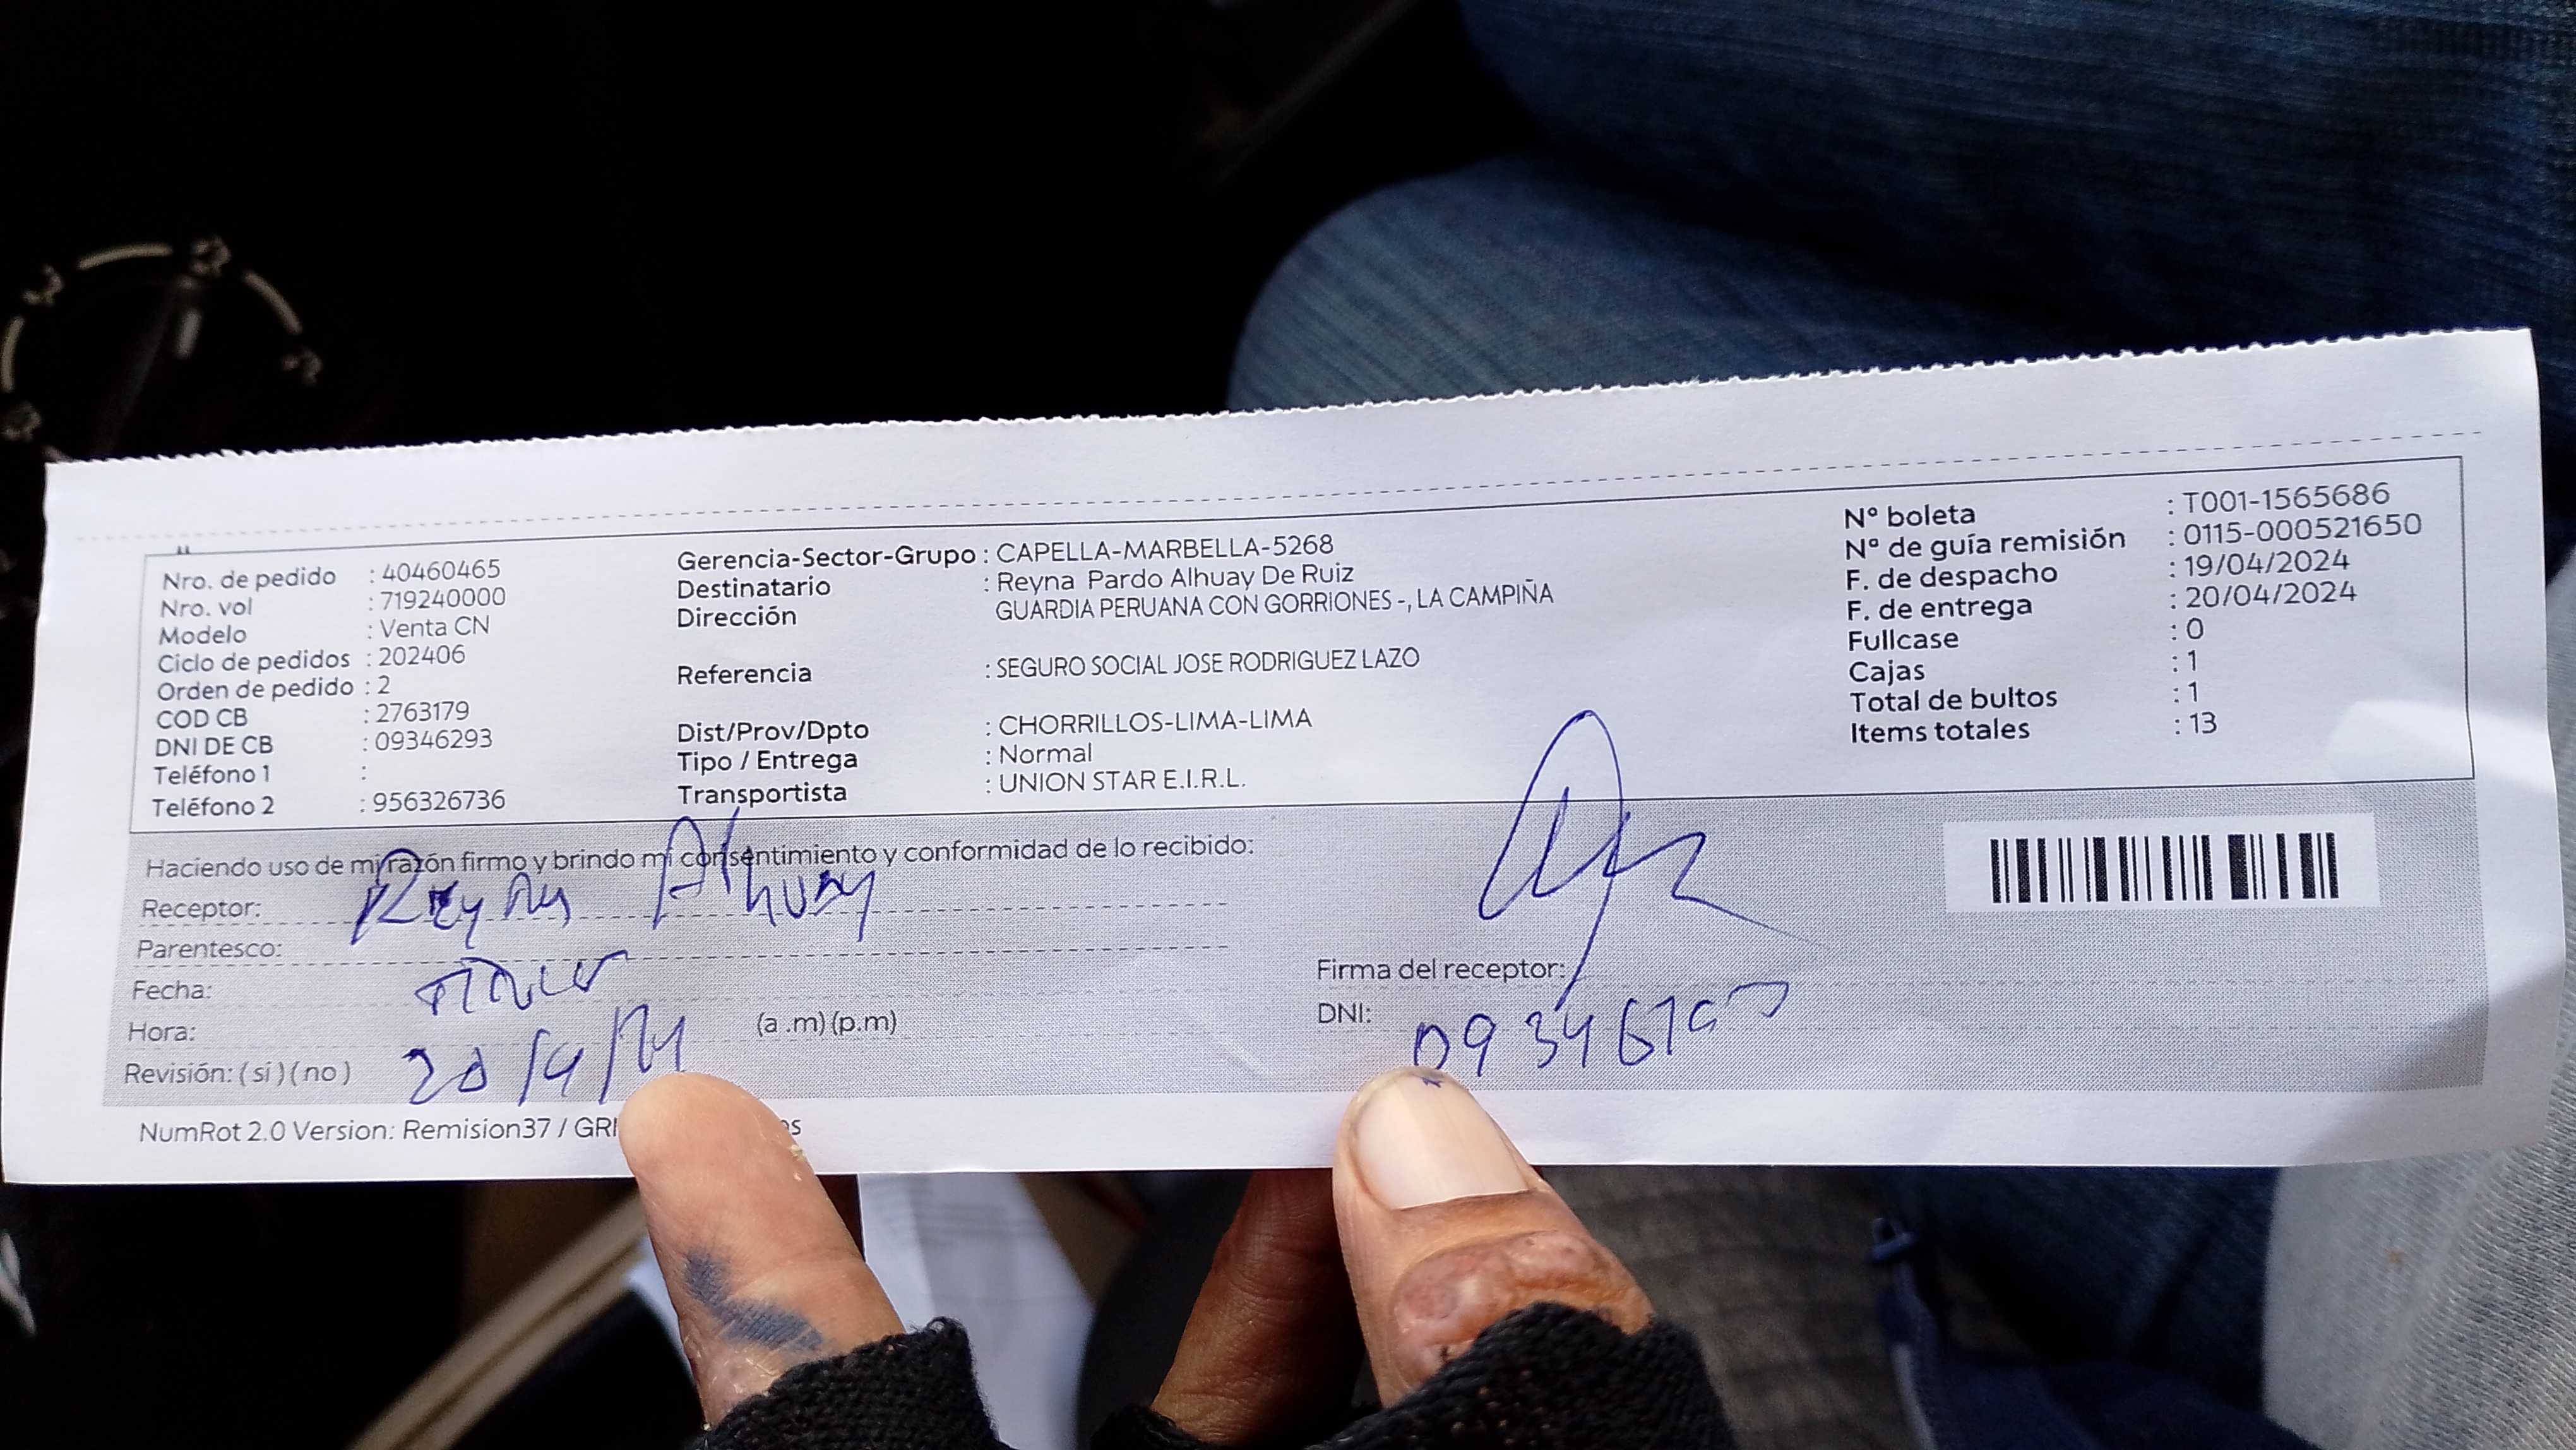 Nro. de pedido : 40460465
Nro. vol : 719240000
Modelo : Venta CN
Ciclo de pedidos : 202406
Orden de pedido : 2
COD CB : 2763179
DNI DE CB : 09346293
Teléfono 1 :
Teléfono 2 : 956326736
Gerencia-Sector-Grupo : CAPELLA-MARBELLA-5268
Destinatario : Reyna Pardo Alhuay De Ruiz
Dirección GUARDIA PERUANA CON GORRIONES -, LA CAMPIÑA
Referencia : SEGURO SOCIAL JOSE RODRIGUEZ LAZO
Dist/Prov/Dpto : CHORRILLOS-LIMA-LIMA
Tipo / Entrega : Normal
Transportista : UNION STAR E.I.R.L.
N° boleta : T001-1565686
N° de guía remisión : 0115-000521650
F. de despacho : 19/04/2024
F. de entrega : 20/04/2024
Fullcase : 0
Cajas : 1
Total de bultos : 1
Items totales : 13
Haciendo uso de mi razón firmo y brindo mi consentimiento y conformidad de lo recibido:
Receptor: Reyna Alhuay
Parentesco:
Fecha:
Hora: (a .m) (p.m)
Revisión: ( sí ) ( no ) 20/4/24
Firma del receptor:
DNI:
NumRot 2.0 Version: Remision37 / GRI